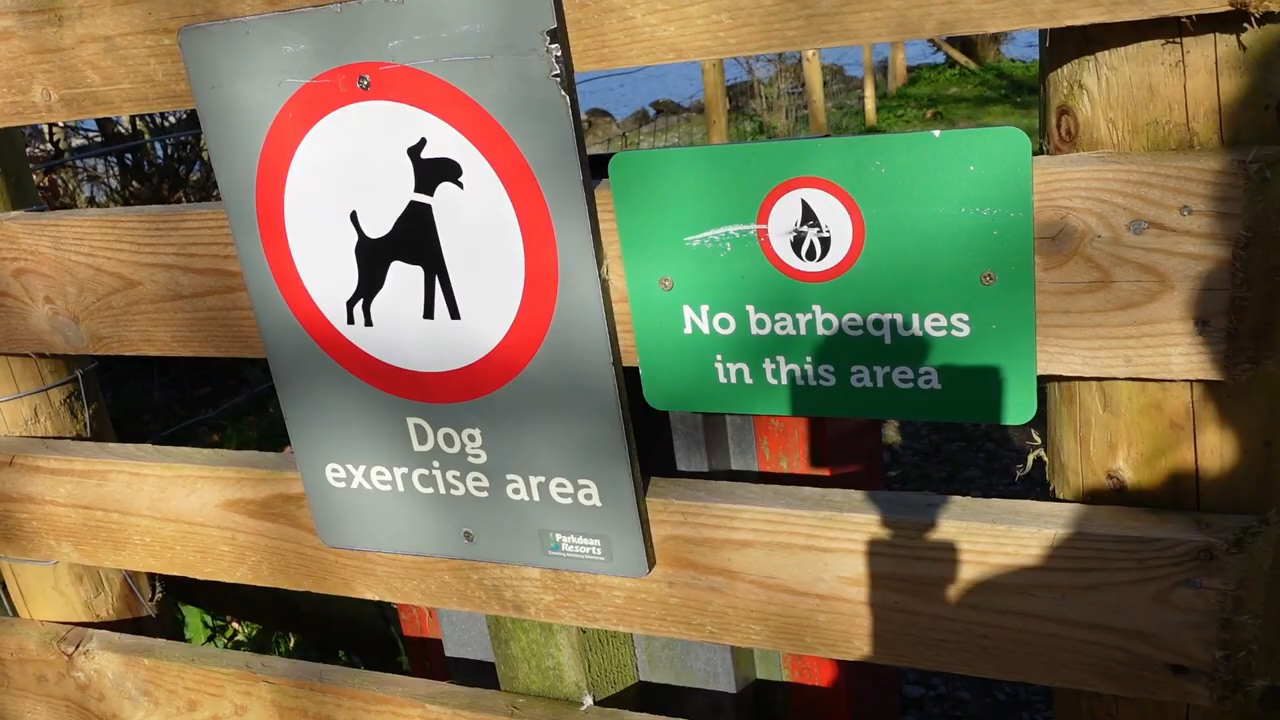 Dog
exercise area
Parkdean
Resorts
No barbeques
in this area